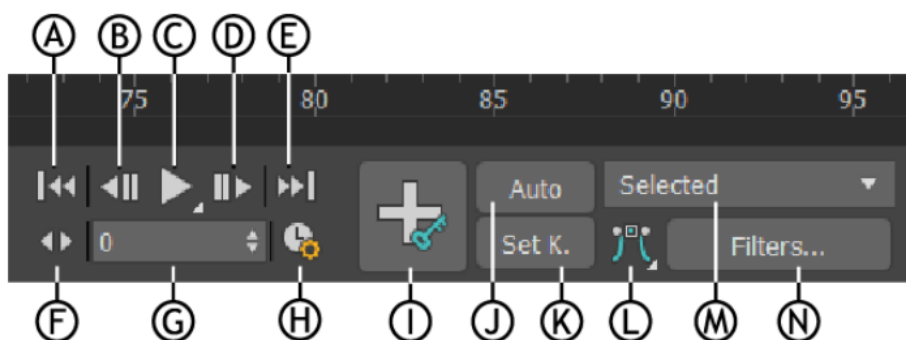 A B C D E
75 80 85 90 95
Auto Selected
0 Set K. Filters...
F G H I J K L M N